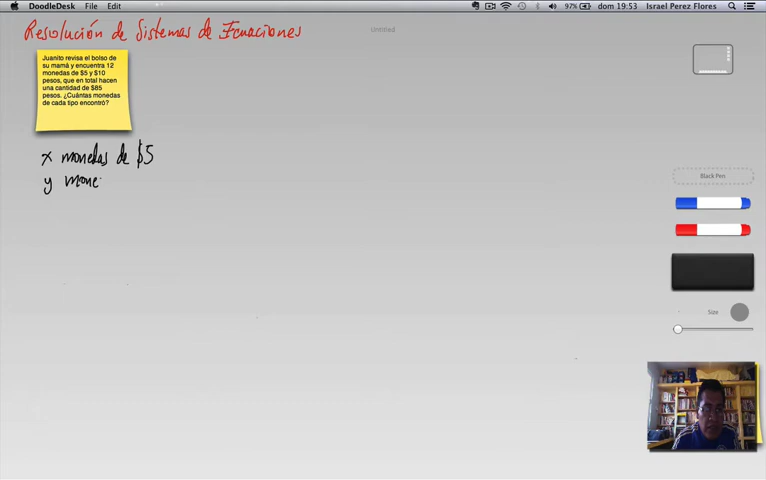 DoodleDesk File Edit 97% dom 19:53 Israel Perez Flores
Untitled
Resolución de Sistemas de Ecuaciones
Juanito revisa el bolso de
su mamá y encuentra 12
monedas de $5 y $10
pesos, que en total hacen
una cantidad de $85
pesos. ¿Cuántas monedas
de cada tipo encontró?
x monedas de $5
y mone
Black Pen
Size